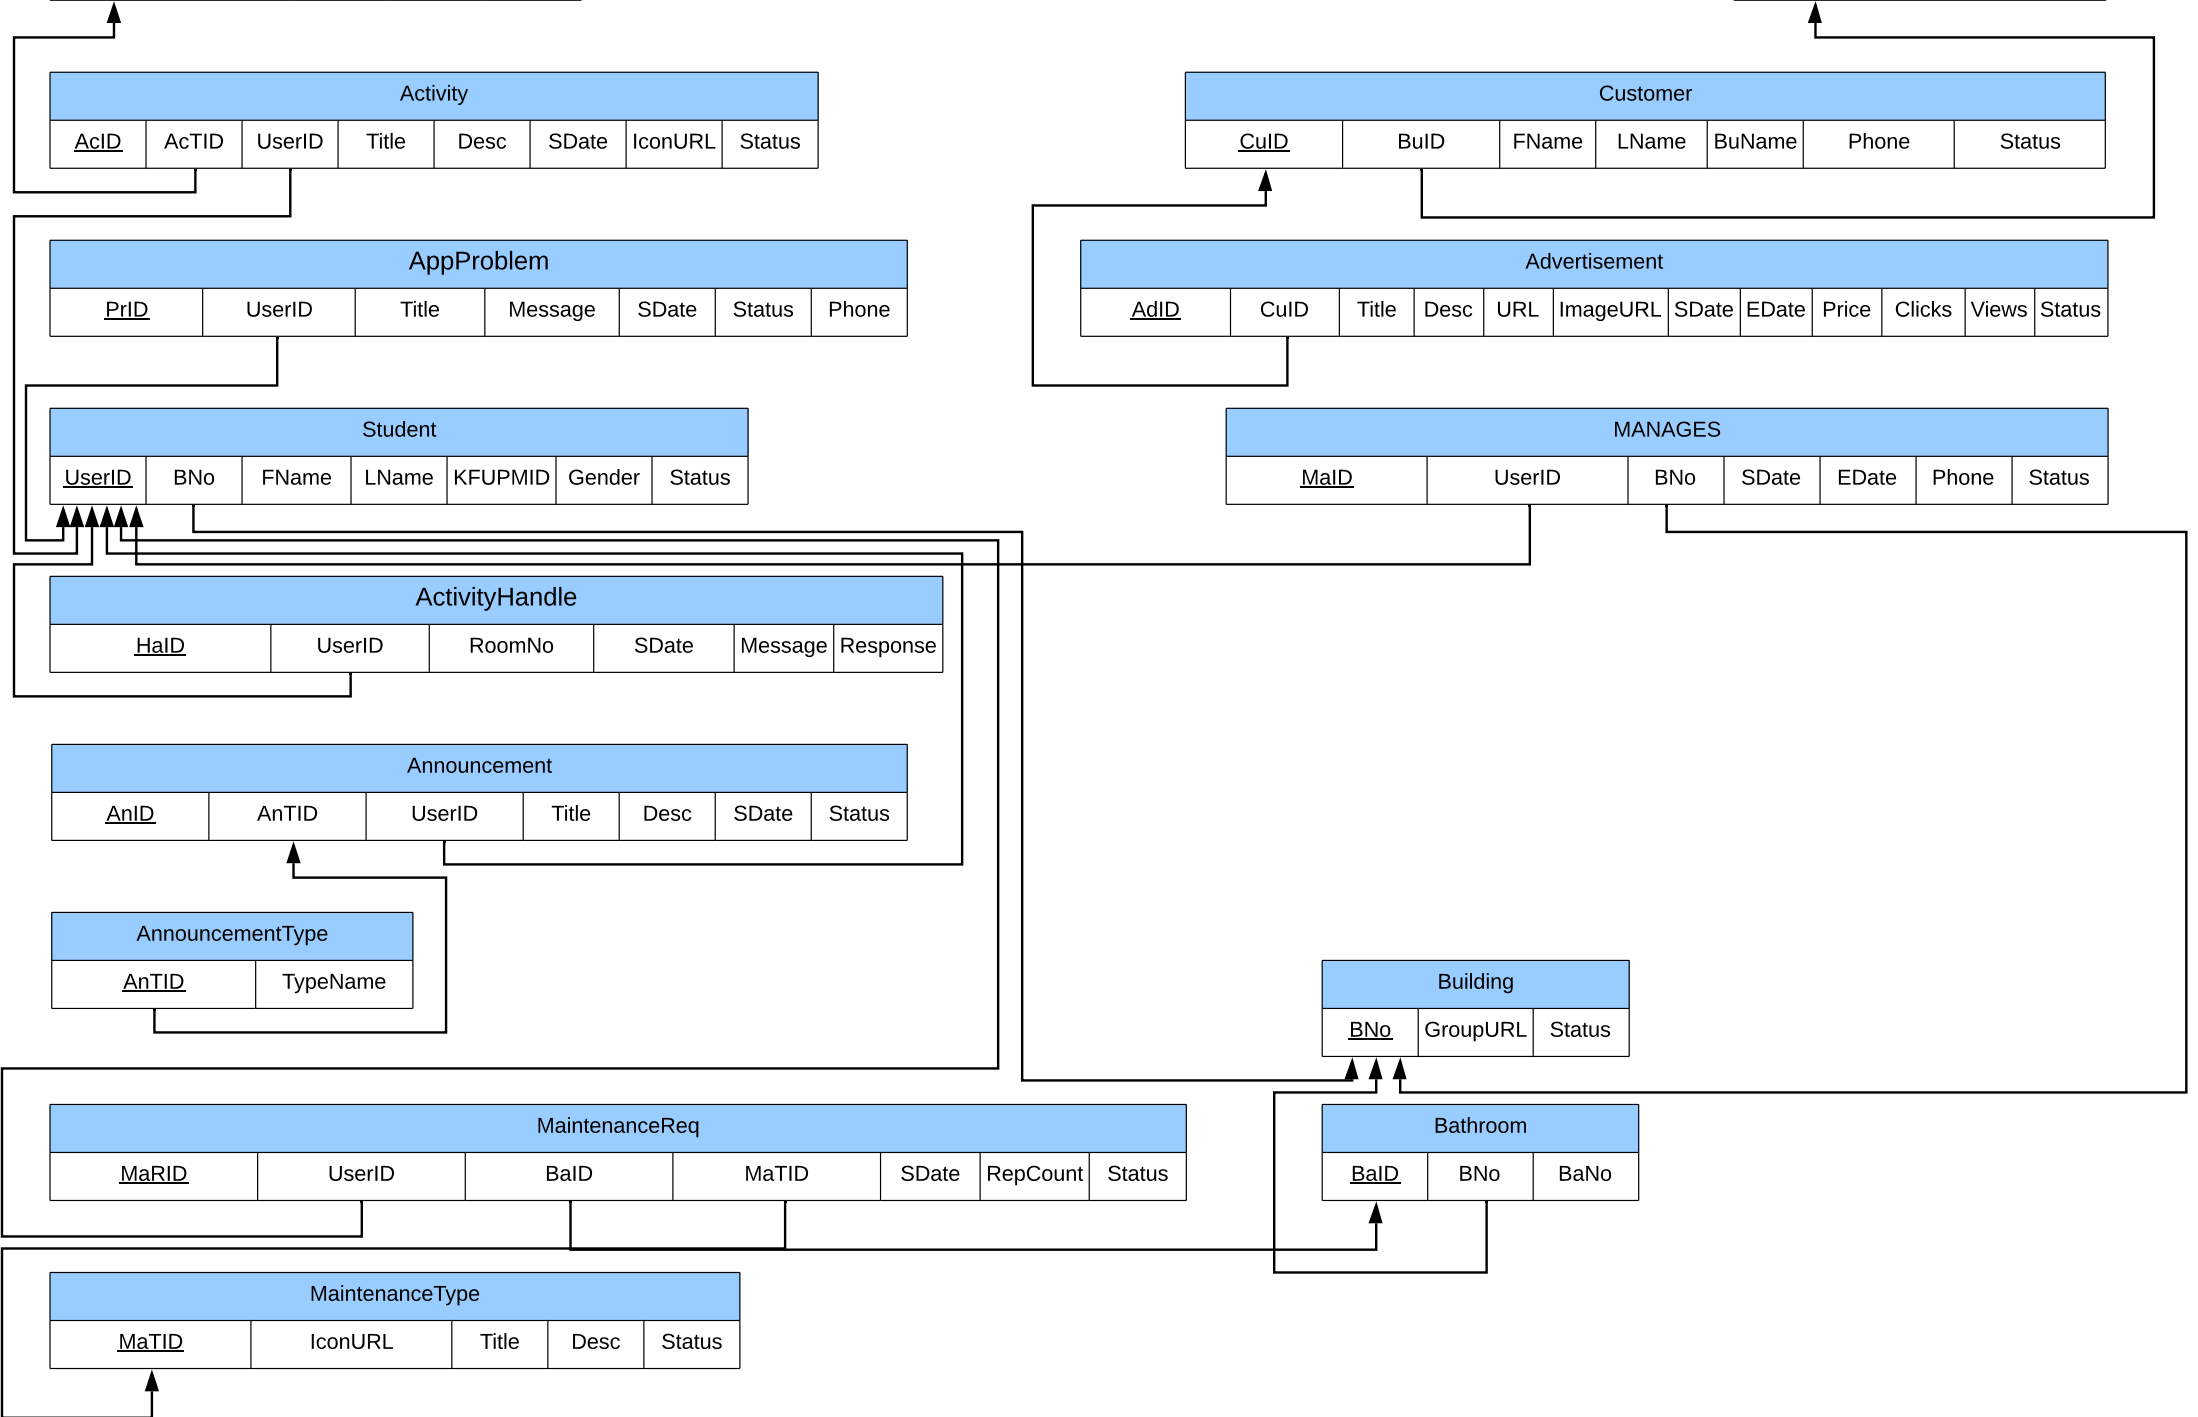 Activity
AcID AcTID UserID Title Desc SDate IconURL Status
Customer
CuID BuID FName LName BuName Phone Status
AppProblem
PrID UserID Title Message SDate Status Phone
Advertisement
AdID CuID Title Desc URL ImageURL SDate EDate Price Clicks Views Status
Student
UserID BNo FName LName KFUPMID Gender Status
MANAGES
MaID UserID BNo SDate EDate Phone Status
ActivityHandle
HaID UserID RoomNo SDate Message Response
Announcement
AnID AnTID UserID Title Desc SDate Status
AnnouncementType
AnTID TypeName
Building
BNo GroupURL Status
MaintenanceReq
MaRID UserID BaID MaTID SDate RepCount Status
Bathroom
BaID BNo BaNo
MaintenanceType
MaTID IconURL Title Desc Status